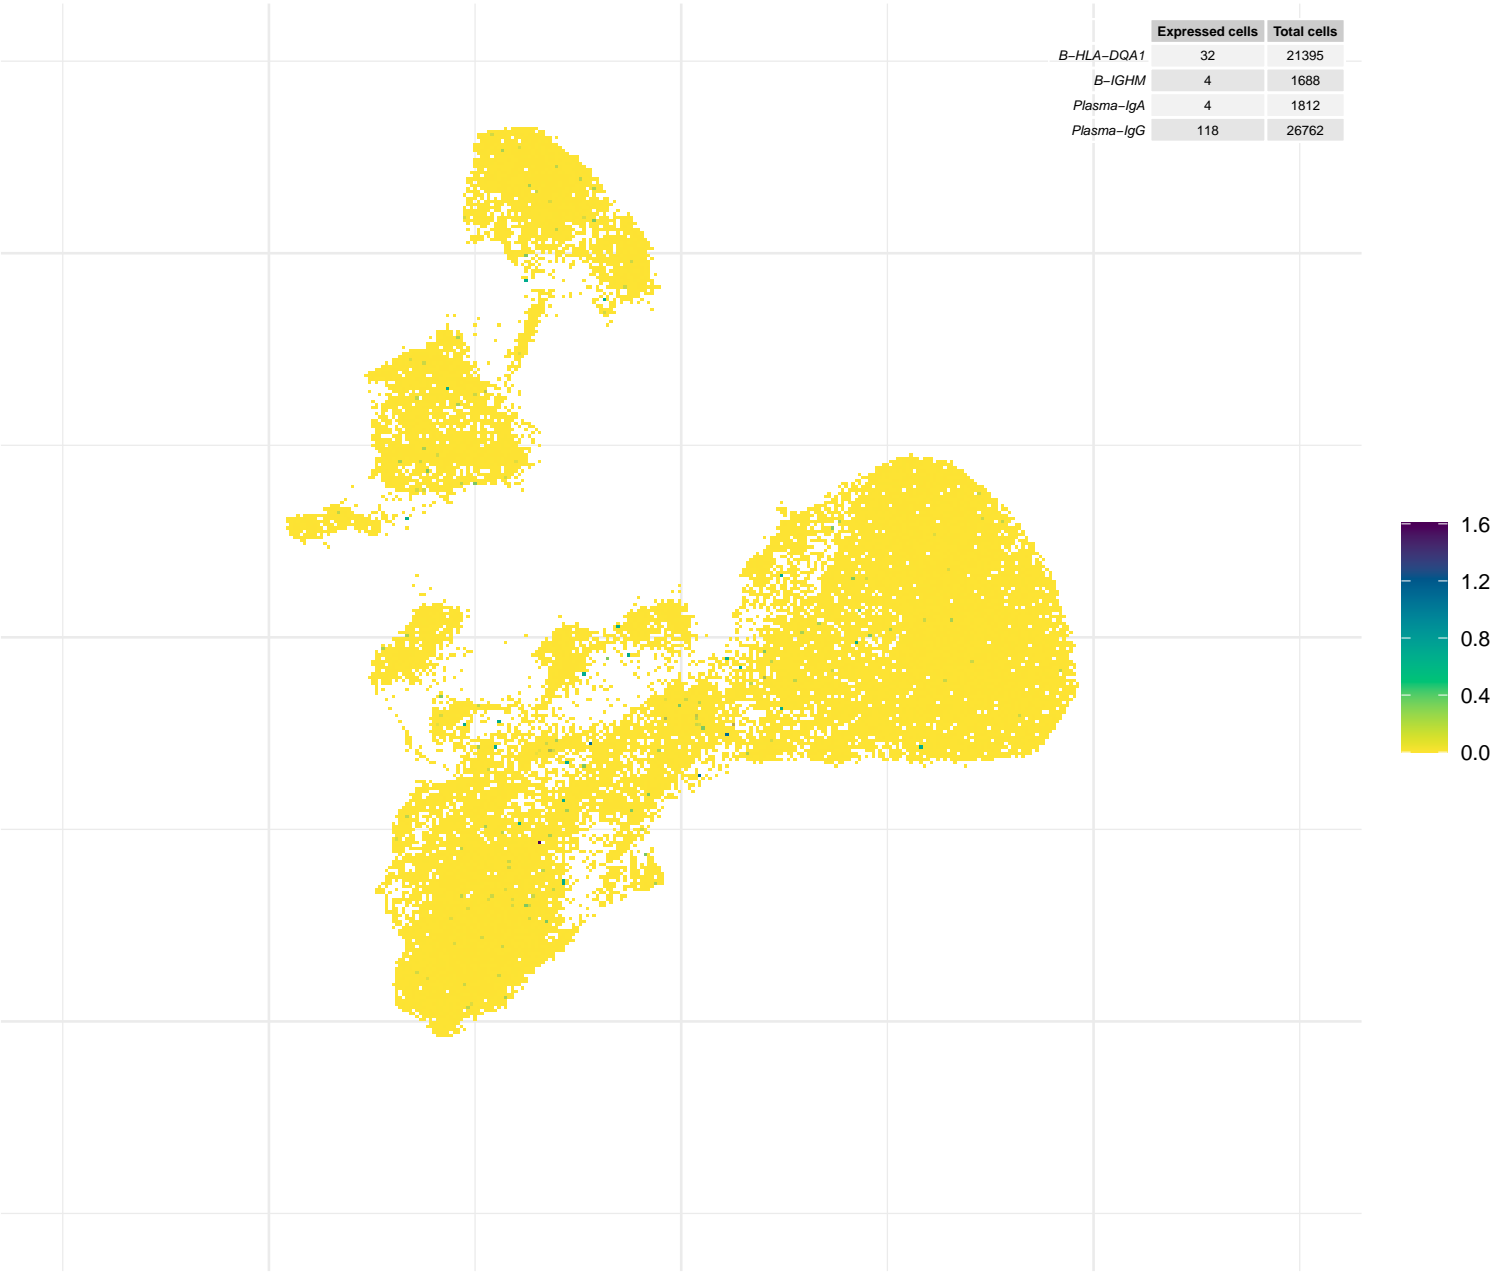 Expressed cells Total cells
B−HLA−DQA1 32 21395
B−IGHM 4 1688
Plasma−IgA 4 1812
Plasma−IgG 118 26762
1.6
1.2
0.8
0.4
0.0